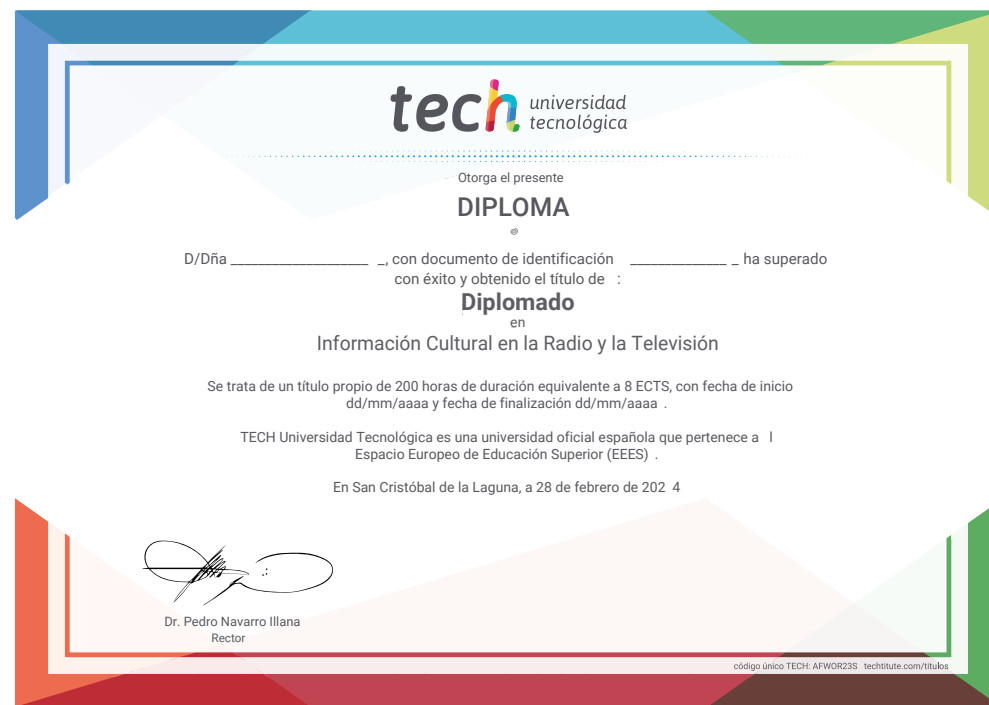 tech universidad
tecnológica
Otorga el presente
DIPLOMA
@
D/Dña ____________________ _, con documento de identificación ______________ _ ha superado
con éxito y obtenido el título de :
Diplomado
en
Información Cultural en la Radio y la Televisión
Se trata de un título propio de 200 horas de duración equivalente a 8 ECTS, con fecha de inicio
dd/mm/aaaa y fecha de finalización dd/mm/aaaa .
TECH Universidad Tecnológica es una universidad oficial española que pertenece a l
Espacio Europeo de Educación Superior (EEES) .
En San Cristóbal de la Laguna, a 28 de febrero de 202 4
Dr. Pedro Navarro Illana
Rector
código único TECH: AFWOR23S techtitute.com/titulos